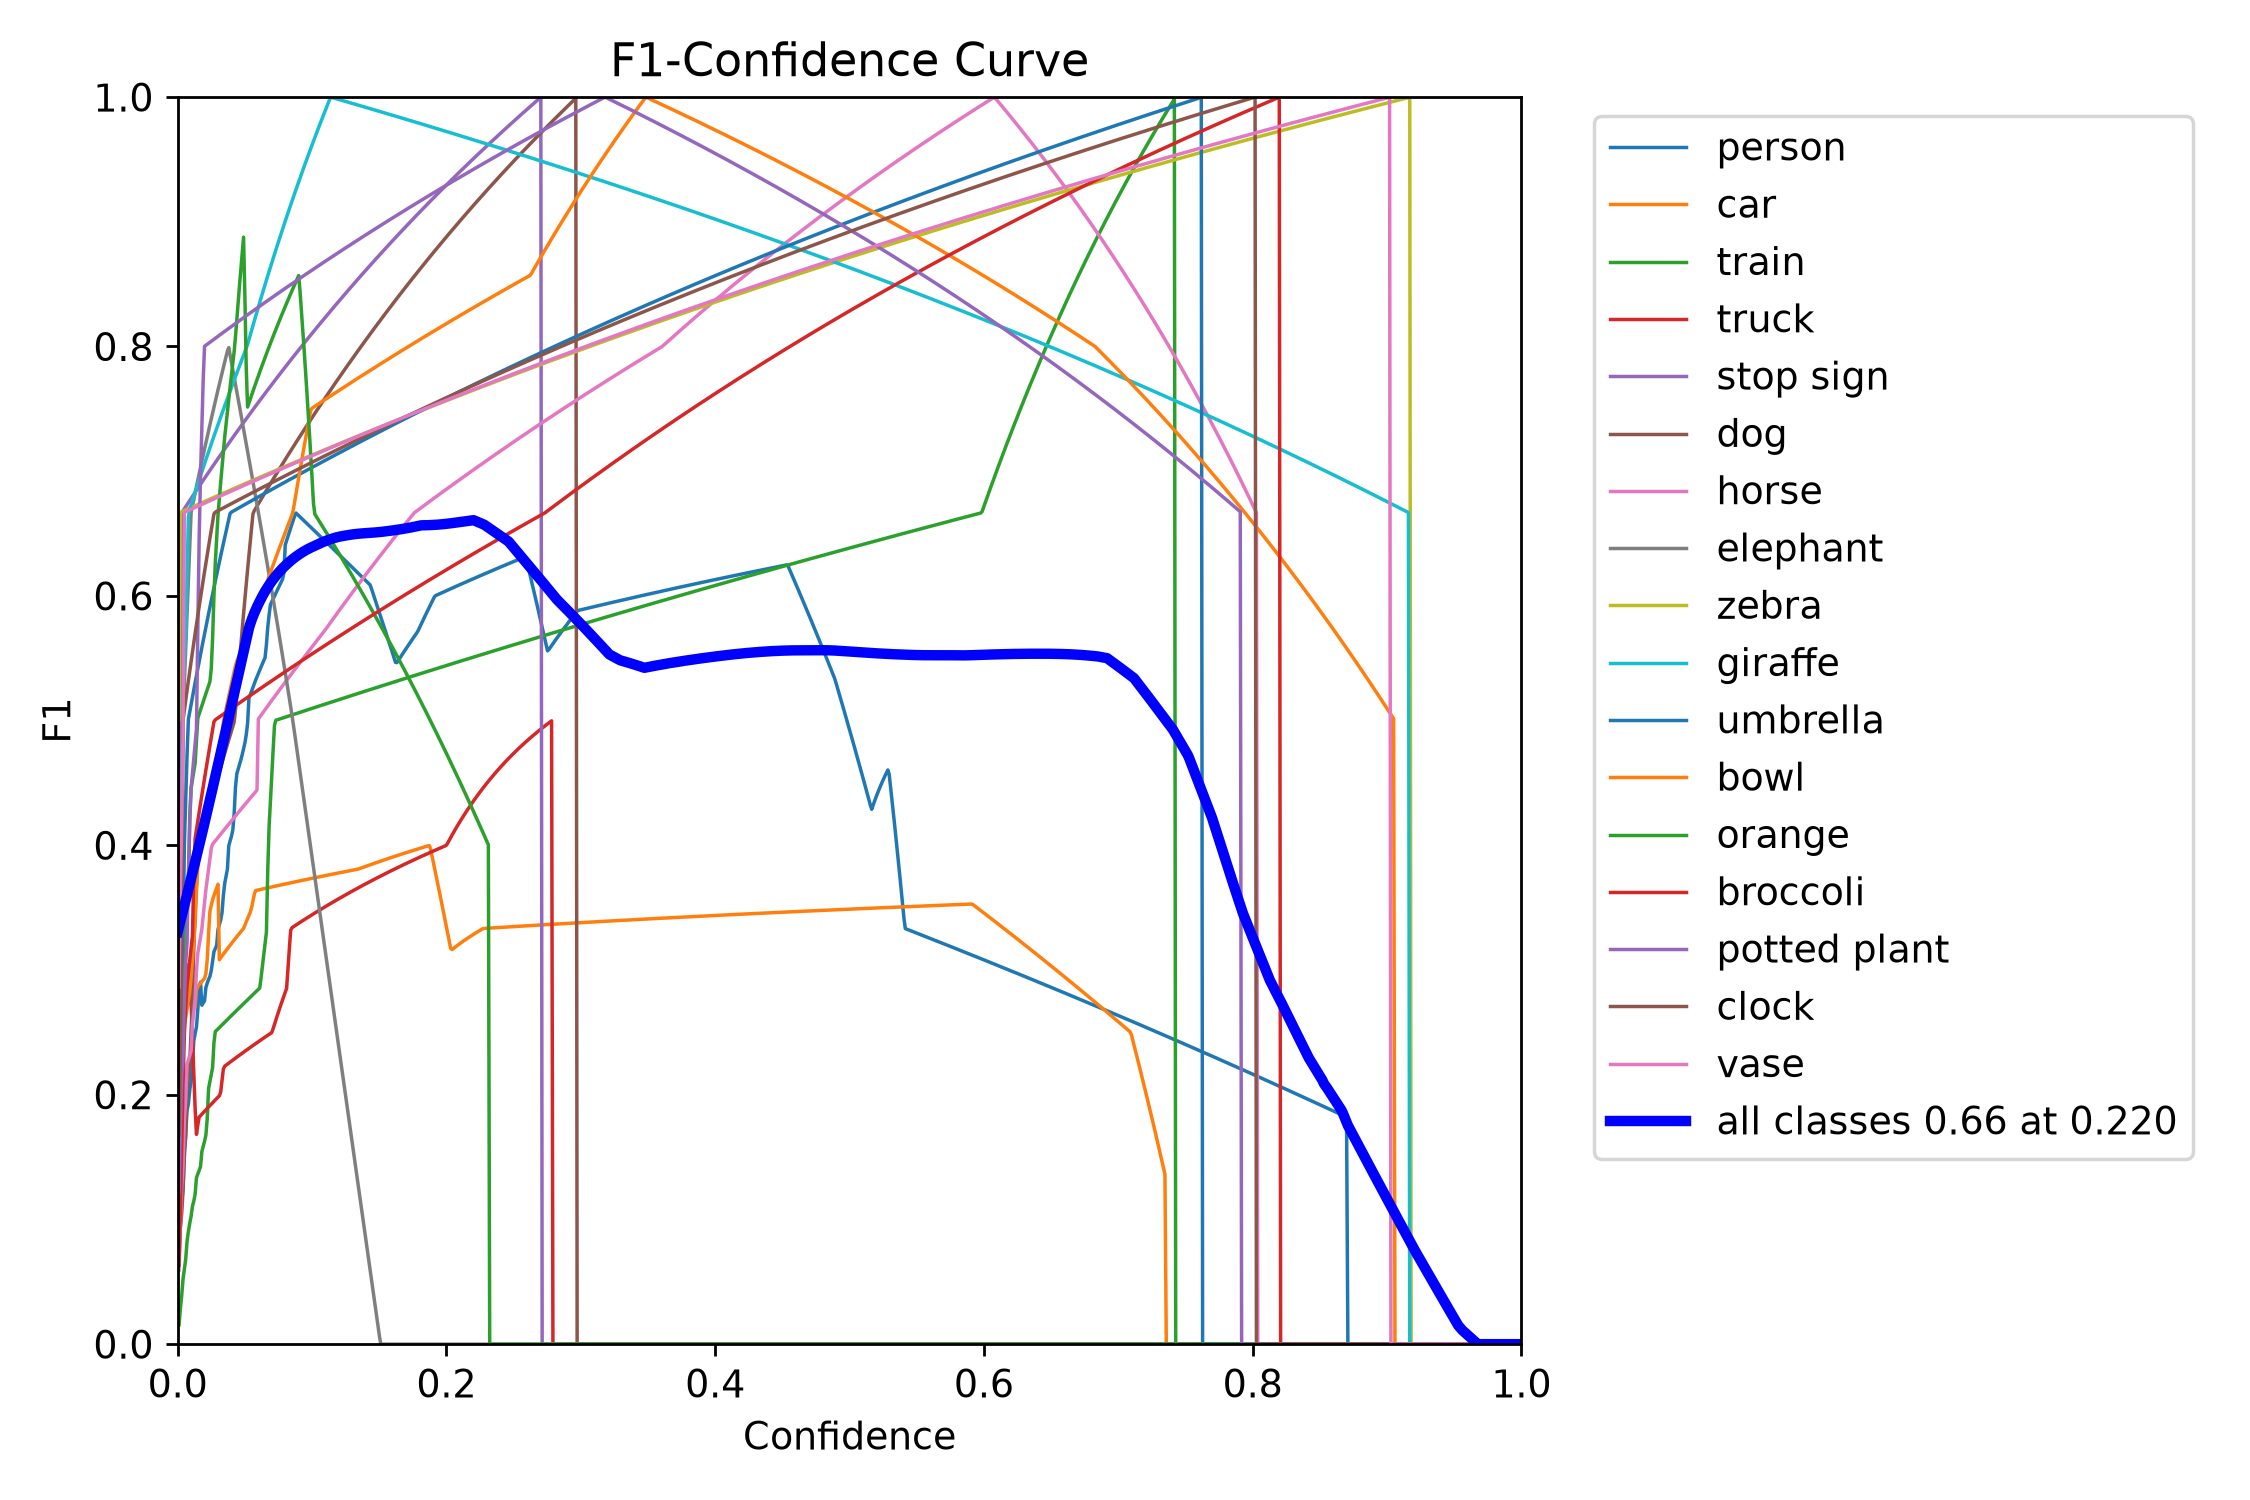 F1-Confidence Curve
1.0
0.8
0.6
0.4
0.2
0.0
F1
0.0 0.2 0.4 0.6 0.8 1.0
Confidence
person
car
train
truck
stop sign
dog
horse
elephant
zebra
giraffe
umbrella
bowl
orange
broccoli
potted plant
clock
vase
all classes 0.66 at 0.220